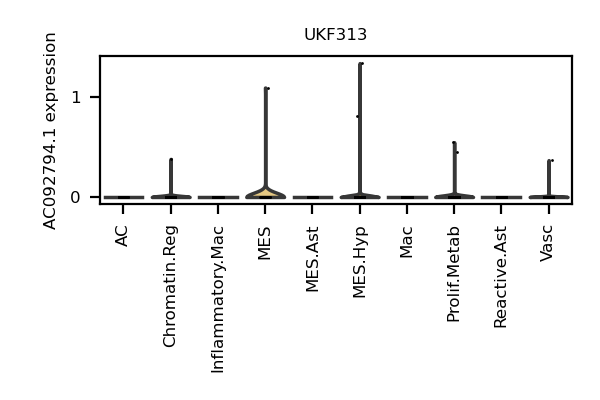 UKF313
AC092794.1 expression
1
0
AC
Chromatin.Reg
Inflammatory.Mac
MES
MES.Ast
MES.Hyp
Mac
Prolif.Metab
Reactive.Ast
Vasc